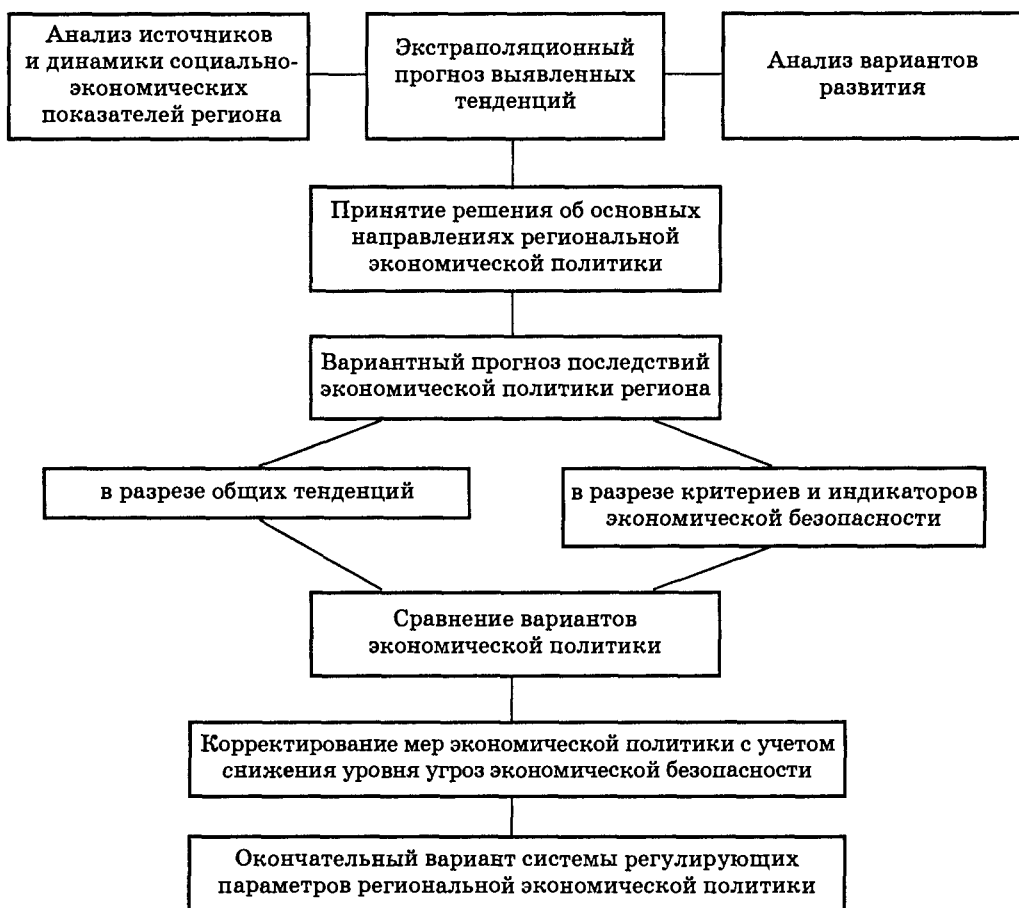 Анализ источников
и динамики социально-
экономических
показателей региона
Экстраполяционный
прогноз выявленных
тенденций
Анализ вариантов
развития
Принятие решения об основных
направлениях региональной
экономической политики
Вариантный прогноз последствий
экономической политики региона
в разрезе общих тенденций
в разрезе критериев и индикаторов
экономической безопасности
Сравнение вариантов
экономической политики
Корректирование мер экономической политики с учетом
снижения уровня угроз экономической безопасности
Окончательный вариант системы регулирующих
параметров региональной экономической политики